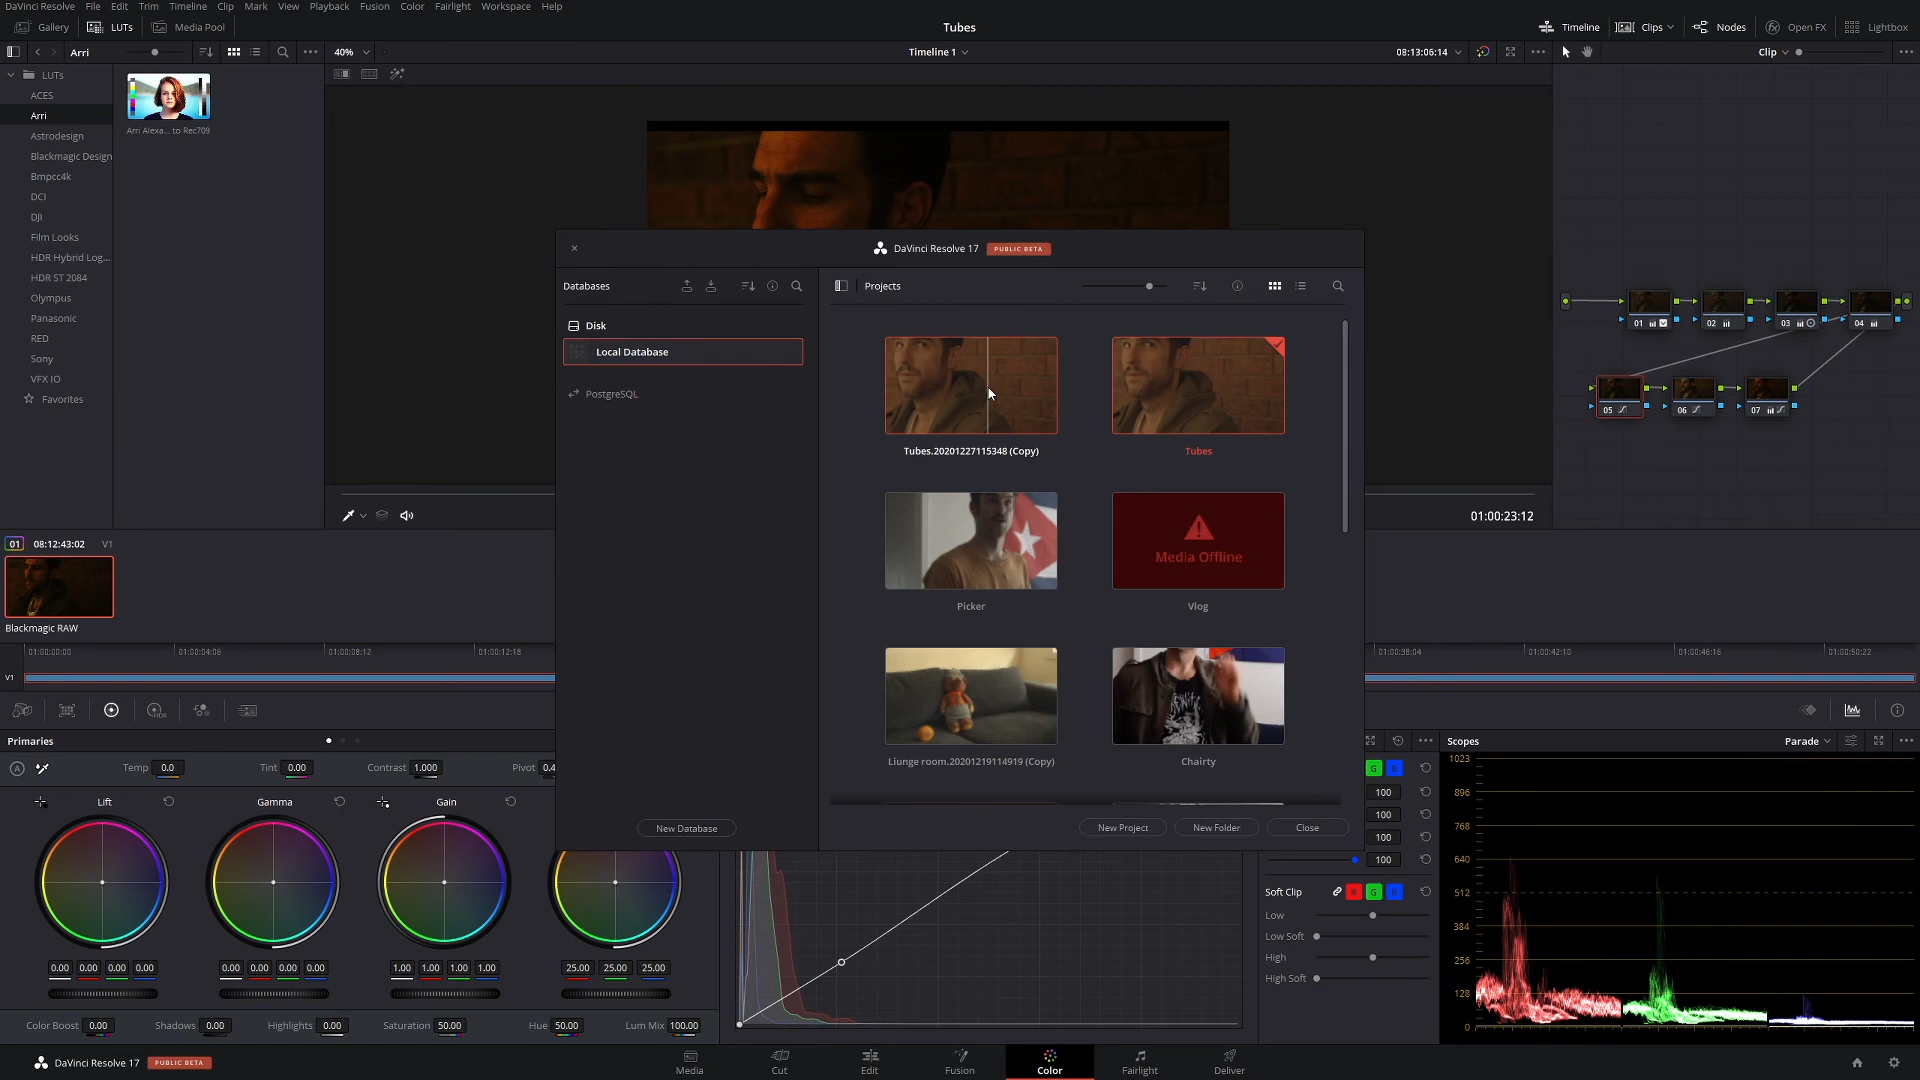 DaVinci Resolve File Edit Trim Timeline Clip Mark View Playback Fusion Color Fairlight Workspace Help
Gallery LUTs Media Pool Tubes Timeline Clips Nodes Open FX Lightbox
Arri 40% Timeline 1 08:13:06:14 Clip
LUTs
ACES
Arri
Astrodesign
Blackmagic Design
Bmpcc4k
DCI
DJI
Film Looks
HDR Hybrid Log...
HDR ST 2084
Olympus
Panasonic
RED
Sony
VFX IO
Favorites
Arri Alexa... to Rec709
DaVinci Resolve 17 PUBLIC BETA
Databases
Disk
Local Database
PostgreSQL
New Database
Projects
Tubes.20201227115348 (Copy) Tubes
Media Offline
Picker Vlog
Liunge room.20201219114919 (Copy) Chairty
New Project New Folder Close
01 02 03 04
05 06 07
01:00:23:12
01 08:12:43:02 V1
Blackmagic RAW
01:00:00:00 01:00:04:06 01:00:08:12 01:00:12:18 01:00:38:04 01:00:42:10 01:00:46:16 01:00:50:22
V1
HDR
Primaries
Temp 0.0 Tint 0.00 Contrast 1.000 Pivot 0.4
Lift Gamma Gain
0.00 0.00 0.00 0.00 0.00 0.00 0.00 0.00 1.00 1.00 1.00 1.00 25.00 25.00 25.00
Color Boost 0.00 Shadows 0.00 Highlights 0.00 Saturation 50.00 Hue 50.00 Lum Mix 100.00
G B
100
100
100
100
Soft Clip R G B
Low
Low Soft
High
High Soft
Scopes Parade
1023
896
768
640
512
384
256
128
0
DaVinci Resolve 17 PUBLIC BETA
Media Cut Edit Fusion Color Fairlight Deliver